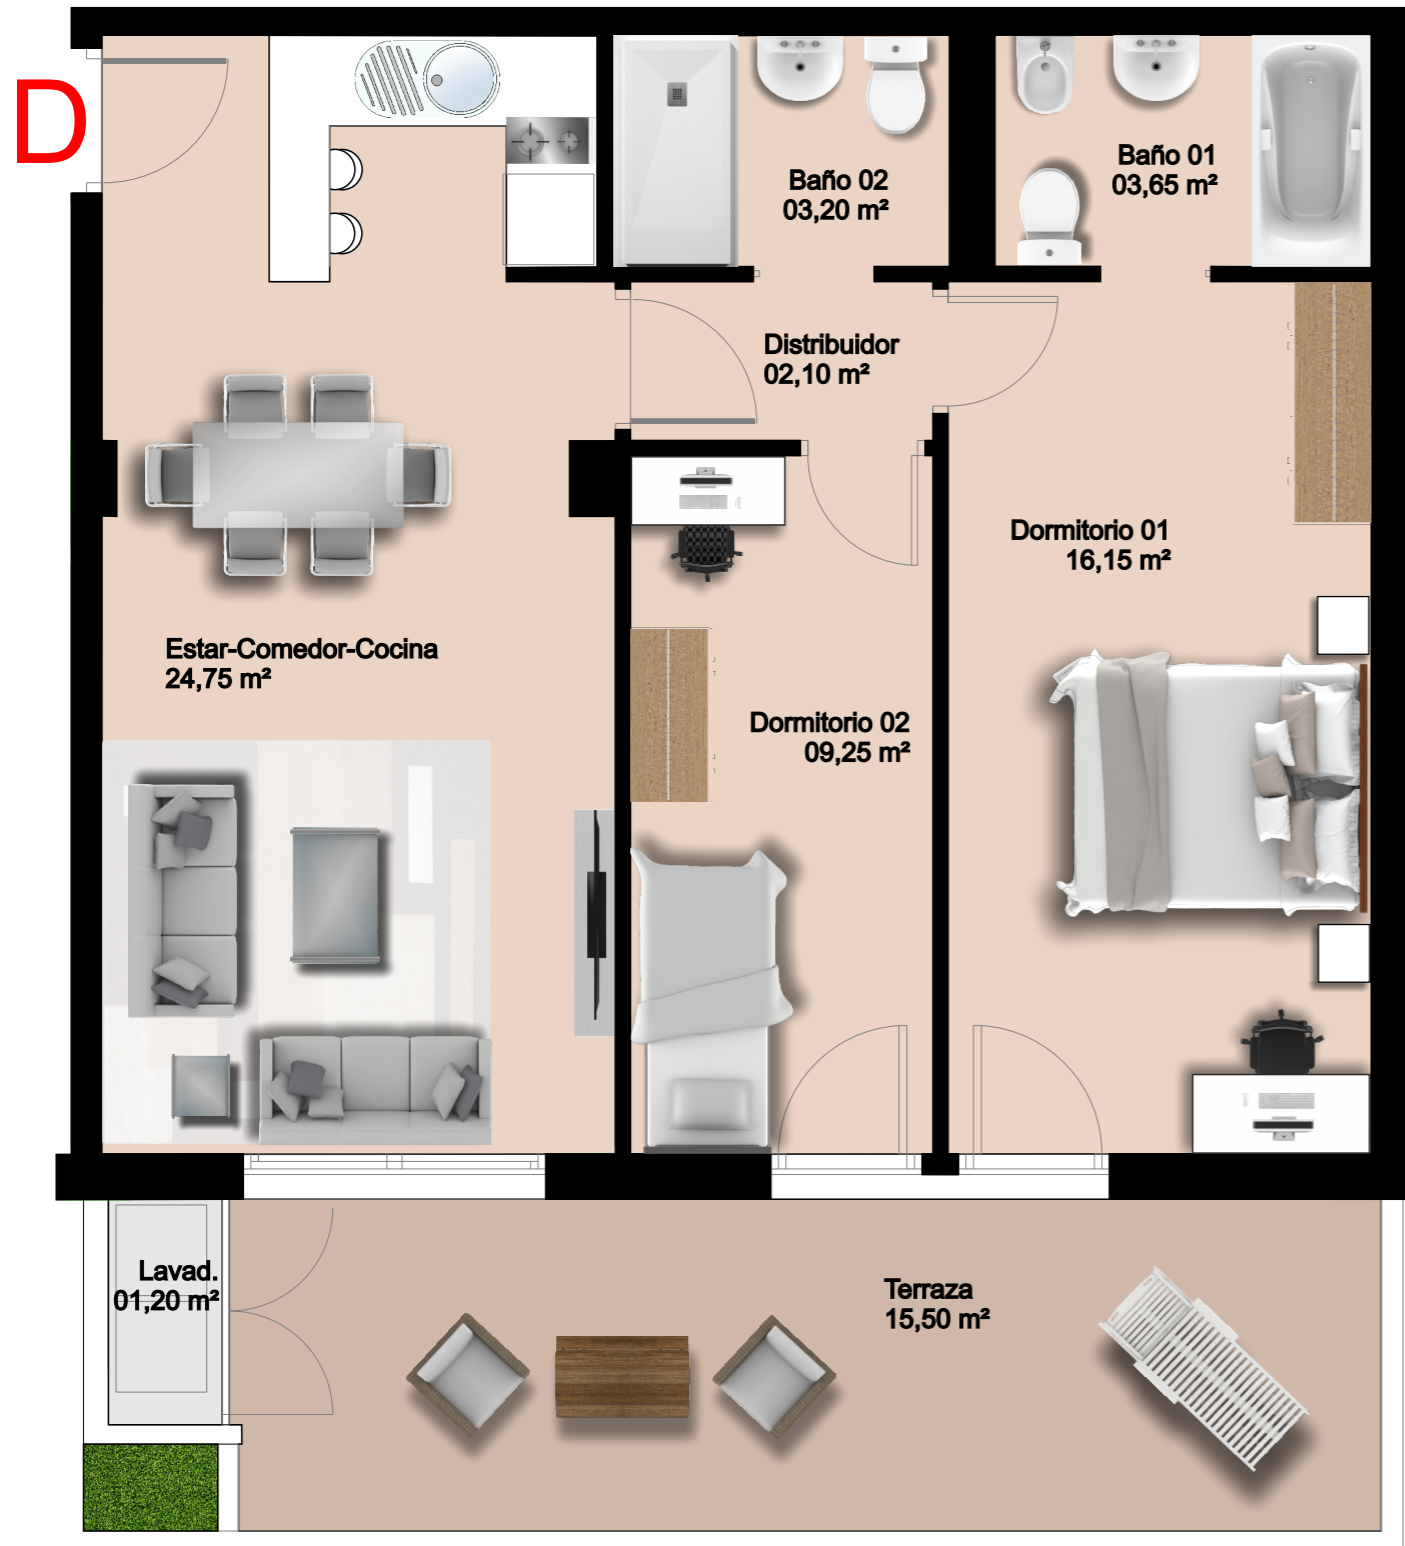 D
Baño 02
03,20 m²
Baño 01
03,65 m²
Distribuidor
02,10 m²
Dormitorio 01
16,15 m²
Estar-Comedor-Cocina
24,75 m²
Dormitorio 02
09,25 m²
Lavad.
01,20 m²
Terraza
15,50 m²